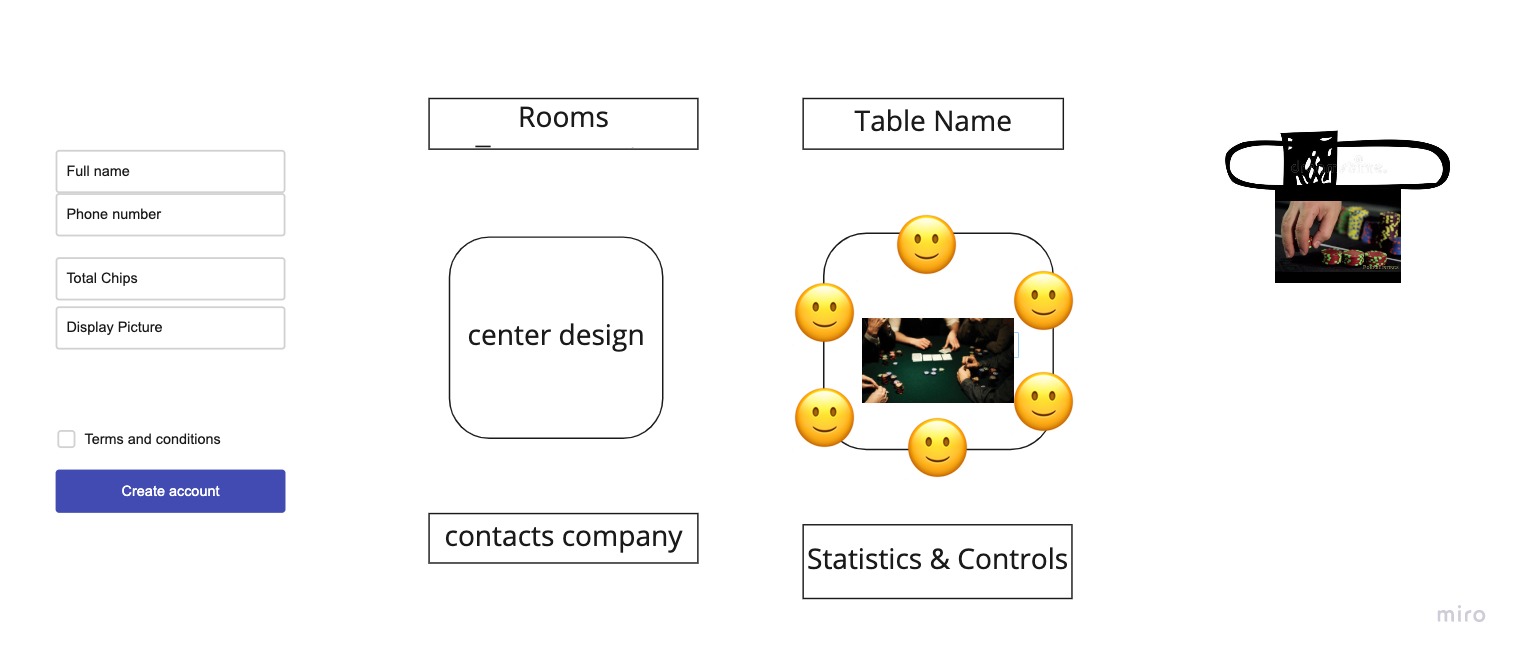 Full name
Phone number
Total Chips
Display Picture
Terms and conditions
Create account
Rooms
center design
contacts company
Table Name
Statistics & Controls
miro